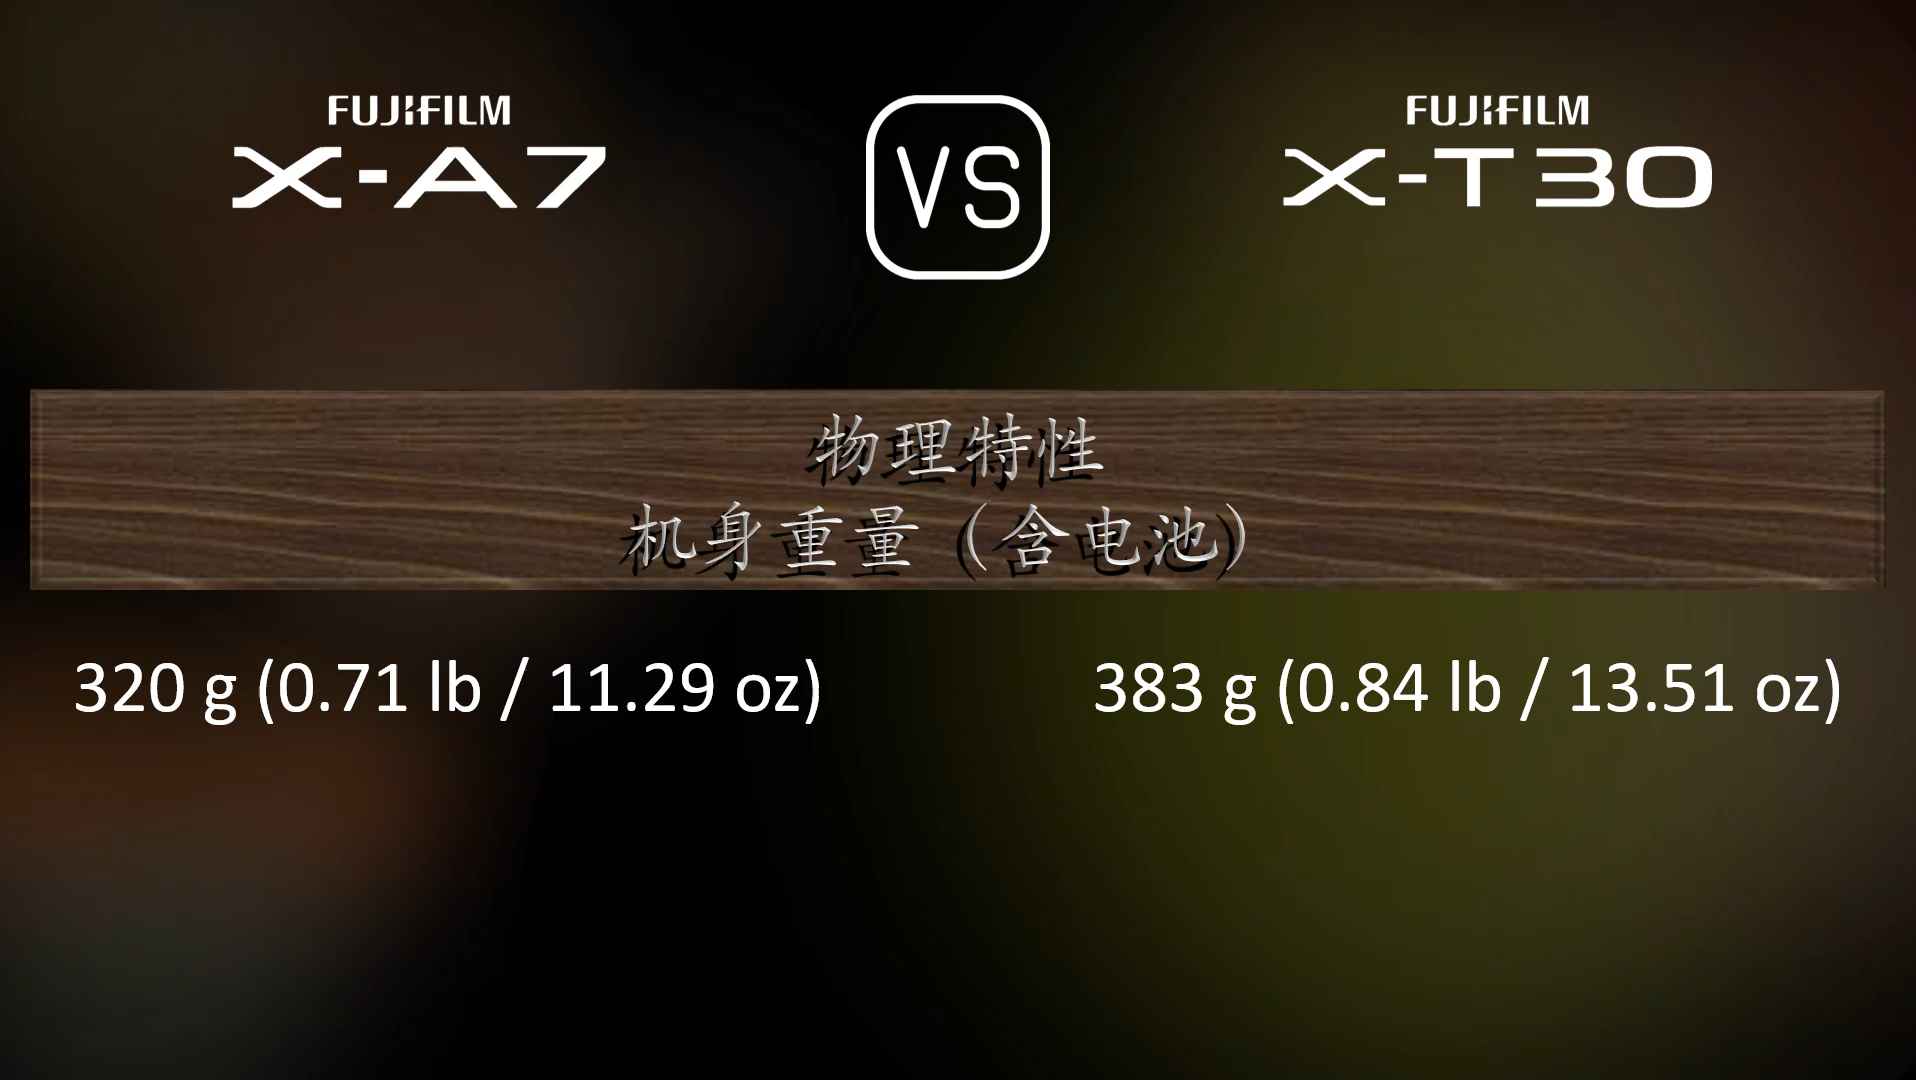 FUJIFILM
X-A7
VS
FUJIFILM
X-T30
物理特性
机身重量（含电池）
320 g (0.71 lb / 11.29 oz)
383 g (0.84 lb / 13.51 oz)